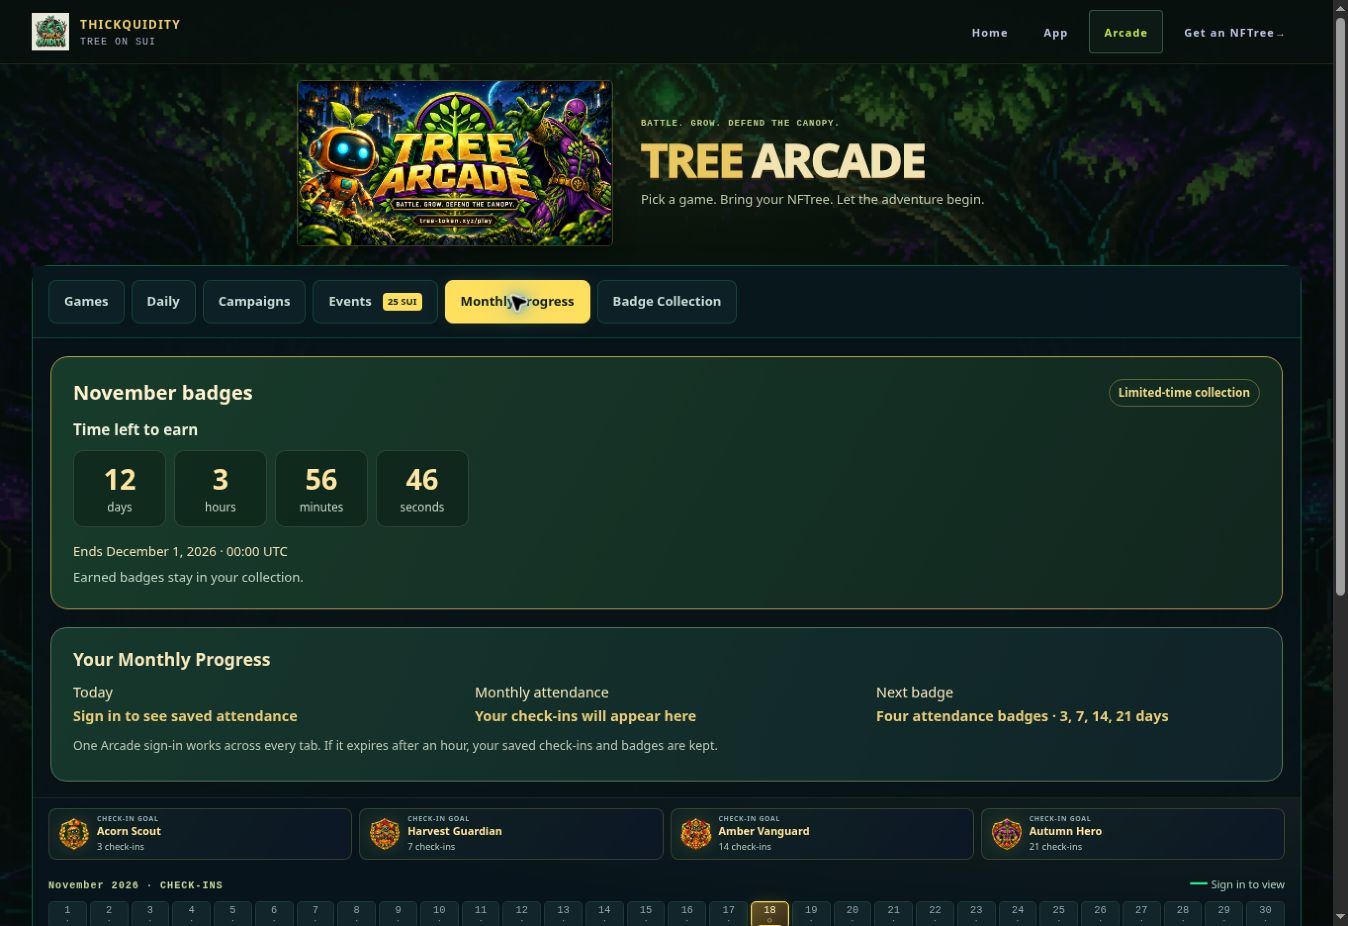 THICKQUIDITY
TREE ON SUI
Home
App
Arcade
Get an NFTree→
TREE
ARCADE
BATTLE. GROW. DEFEND THE CANOPY.
tree-token.xyz/play
BATTLE. GROW. DEFEND THE CANOPY.
TREE ARCADE
Pick a game. Bring your NFTree. Let the adventure begin.
Games
Daily
Campaigns
Events
25 SUI
Monthly Progress
Badge Collection
November badges
Limited-time collection
Time left to earn
12
3
56
46
days
hours
minutes
seconds
Ends December 1, 2026 · 00:00 UTC
Earned badges stay in your collection.
Your Monthly Progress
Today
Monthly attendance
Next badge
Sign in to see saved attendance
Your check-ins will appear here
Four attendance badges · 3, 7, 14, 21 days
One Arcade sign-in works across every tab. If it expires after an hour, your saved check-ins and badges are kept.
CHECK-IN GOAL
Acorn Scout
3 check-ins
CHECK-IN GOAL
Harvest Guardian
7 check-ins
CHECK-IN GOAL
Amber Vanguard
14 check-ins
CHECK-IN GOAL
Autumn Hero
21 check-ins
November 2026 · CHECK-INS
Sign in to view
1 2 3 4 5 6 7 8 9 10 11 12 13 14 15 16 17 18 19 20 21 22 23 24 25 26 27 28 29 30